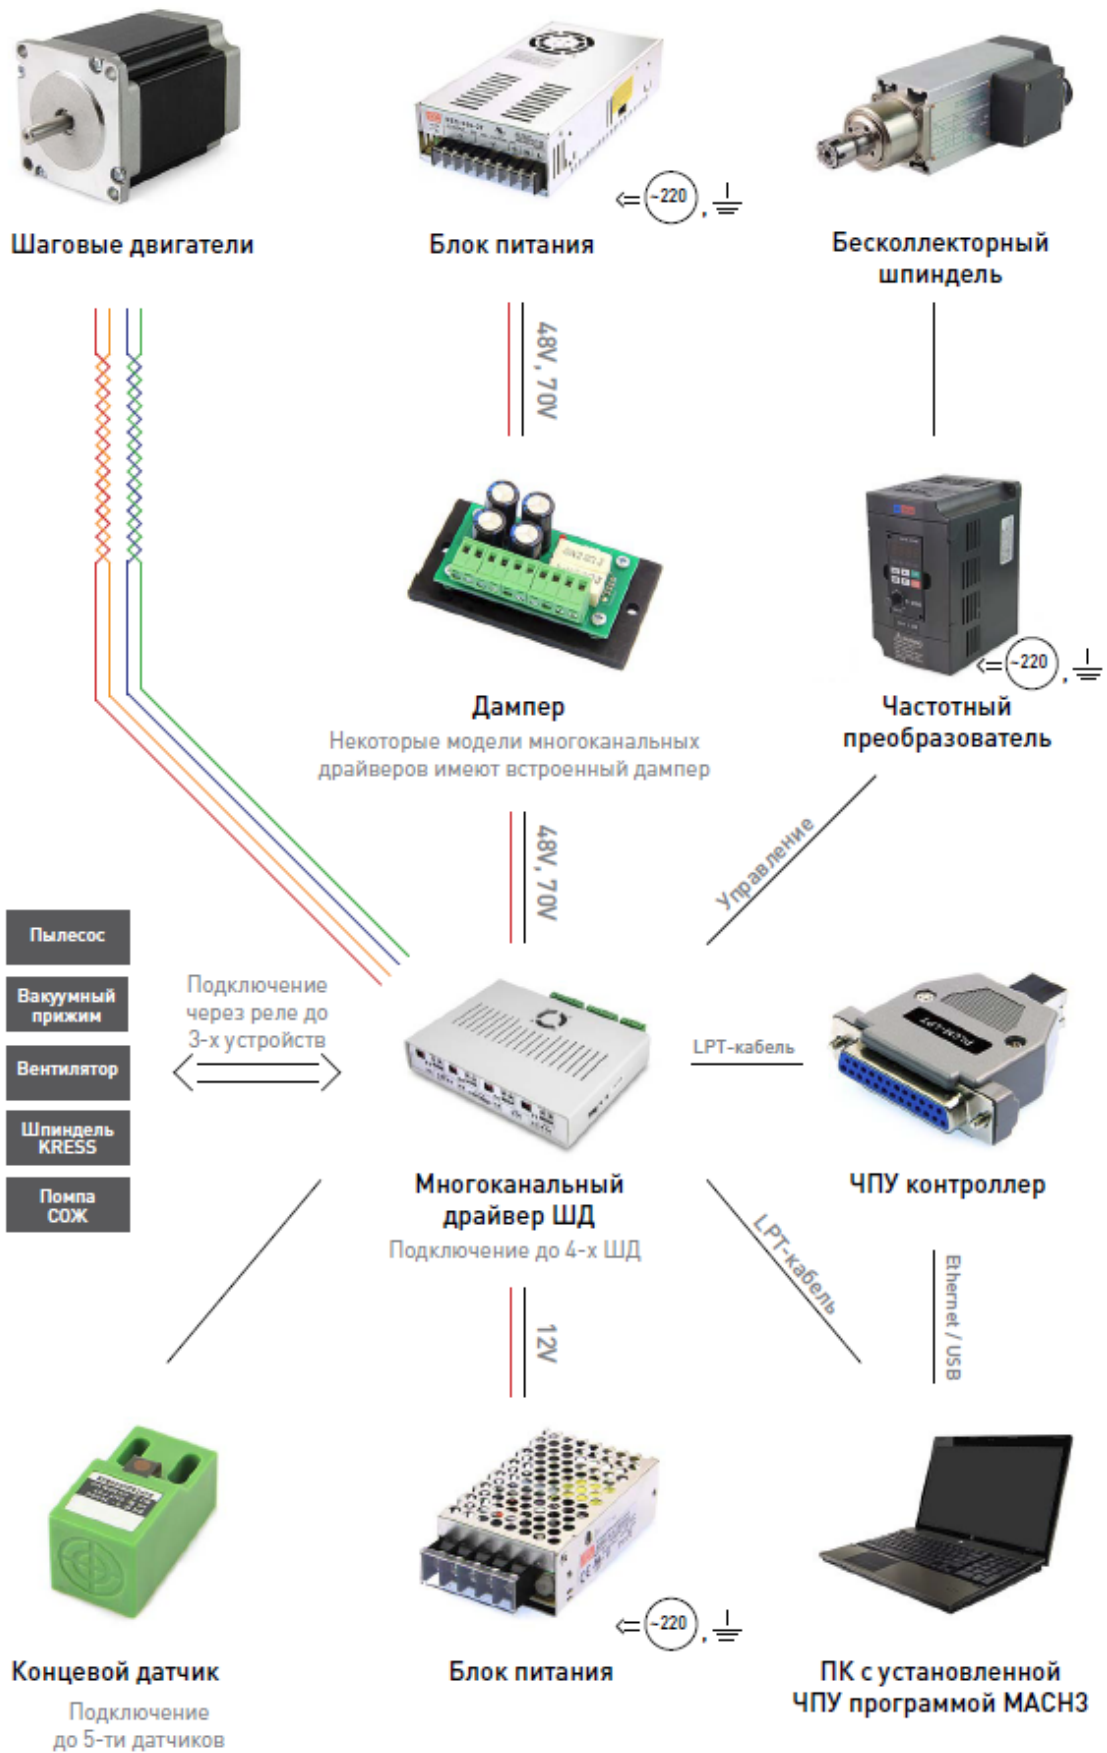 ~220
Шаговые двигатели
Блок питания
Бесколлекторный
шпиндель
48V, 70V
~220
Дампер
Некоторые модели многоканальных
драйверов имеют встроенный дампер
Частотный
преобразователь
48V, 70V
Управление
Пылесос
Вакуумный
прижим
Вентилятор
Шпиндель
KRESS
Помпа
СОЖ
Подключение
через реле до
3-х устройств
LPT-кабель
PLCM-LPT
Многоканальный
драйвер ШД
Подключение до 4-х ШД
ЧПУ контроллер
LPT-кабель
Ethernet / USB
12V
~220
Концевой датчик
Подключение
до 5-ти датчиков
Блок питания
ПК с установленной
ЧПУ программой MACH3